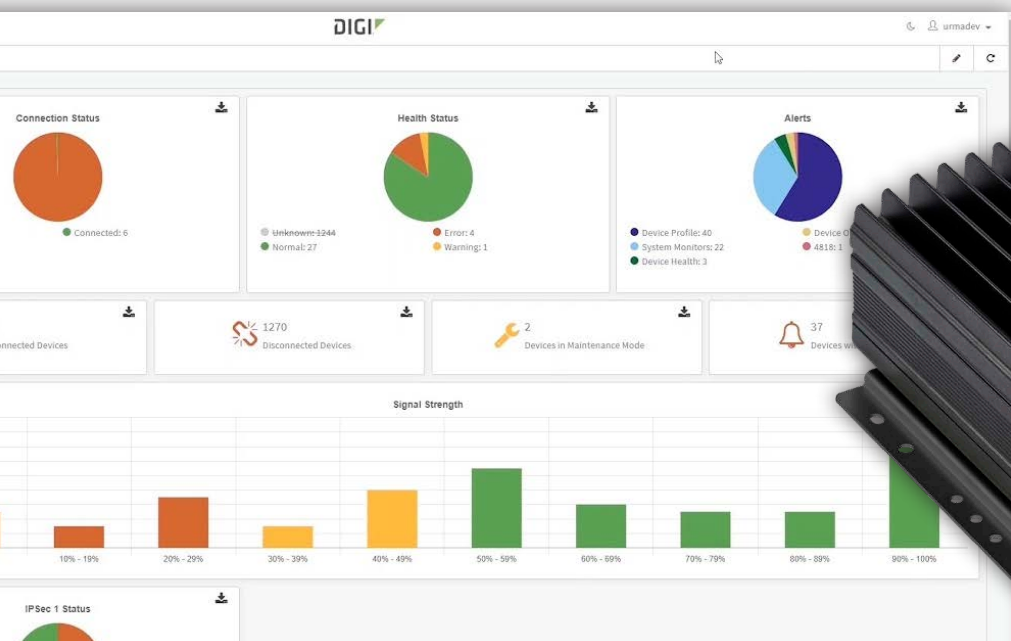 DIGI
urmadev
Connection Status
Connected: 6
Health Status
Unknown: 1244
Error: 4
Normal: 27
Warning: 1
Alerts
Device Profile: 40
Device
System Monitors: 22
4818: 1
Device Health: 3
Devices
1270
Disconnected Devices
2
Devices in Maintenance Mode
37
Devices
Signal Strength
10% - 19%
20% - 29%
30% - 39%
40% - 49%
50% - 59%
60% - 69%
70% - 79%
80% - 89%
90% - 100%
IPSec 1 Status